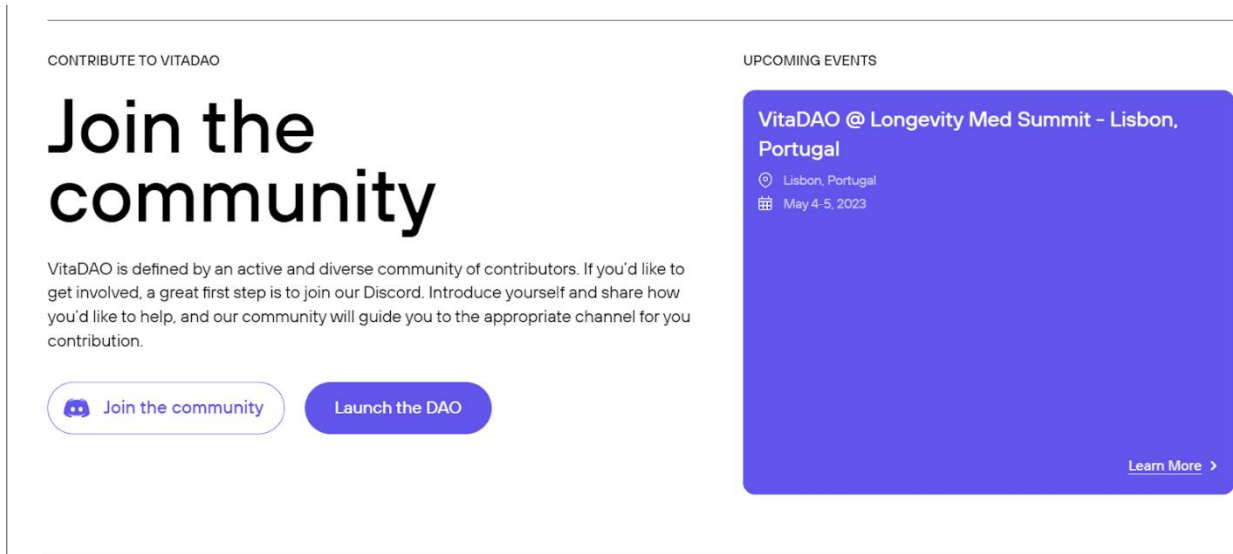 CONTRIBUTE TO VITADAO
Join the
community
VitaDAO is defined by an active and diverse community of contributors. If you'd like to
get involved, a great first step is to join our Discord. Introduce yourself and share how
you'd like to help, and our community will guide you to the appropriate channel for you
contribution.
Join the community
Launch the DAO
UPCOMING EVENTS
VitaDAO @ Longevity Med Summit - Lisbon,
Portugal
Lisbon, Portugal
May 4-5, 2023
Learn More